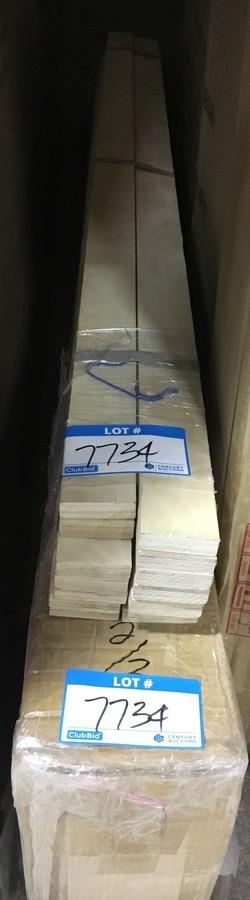 LOT #
7734
ClubBid
CENTURY
AUCTIONS
2/2
LOT #
7734
ClubBid
CENTURY
AUCTIONS